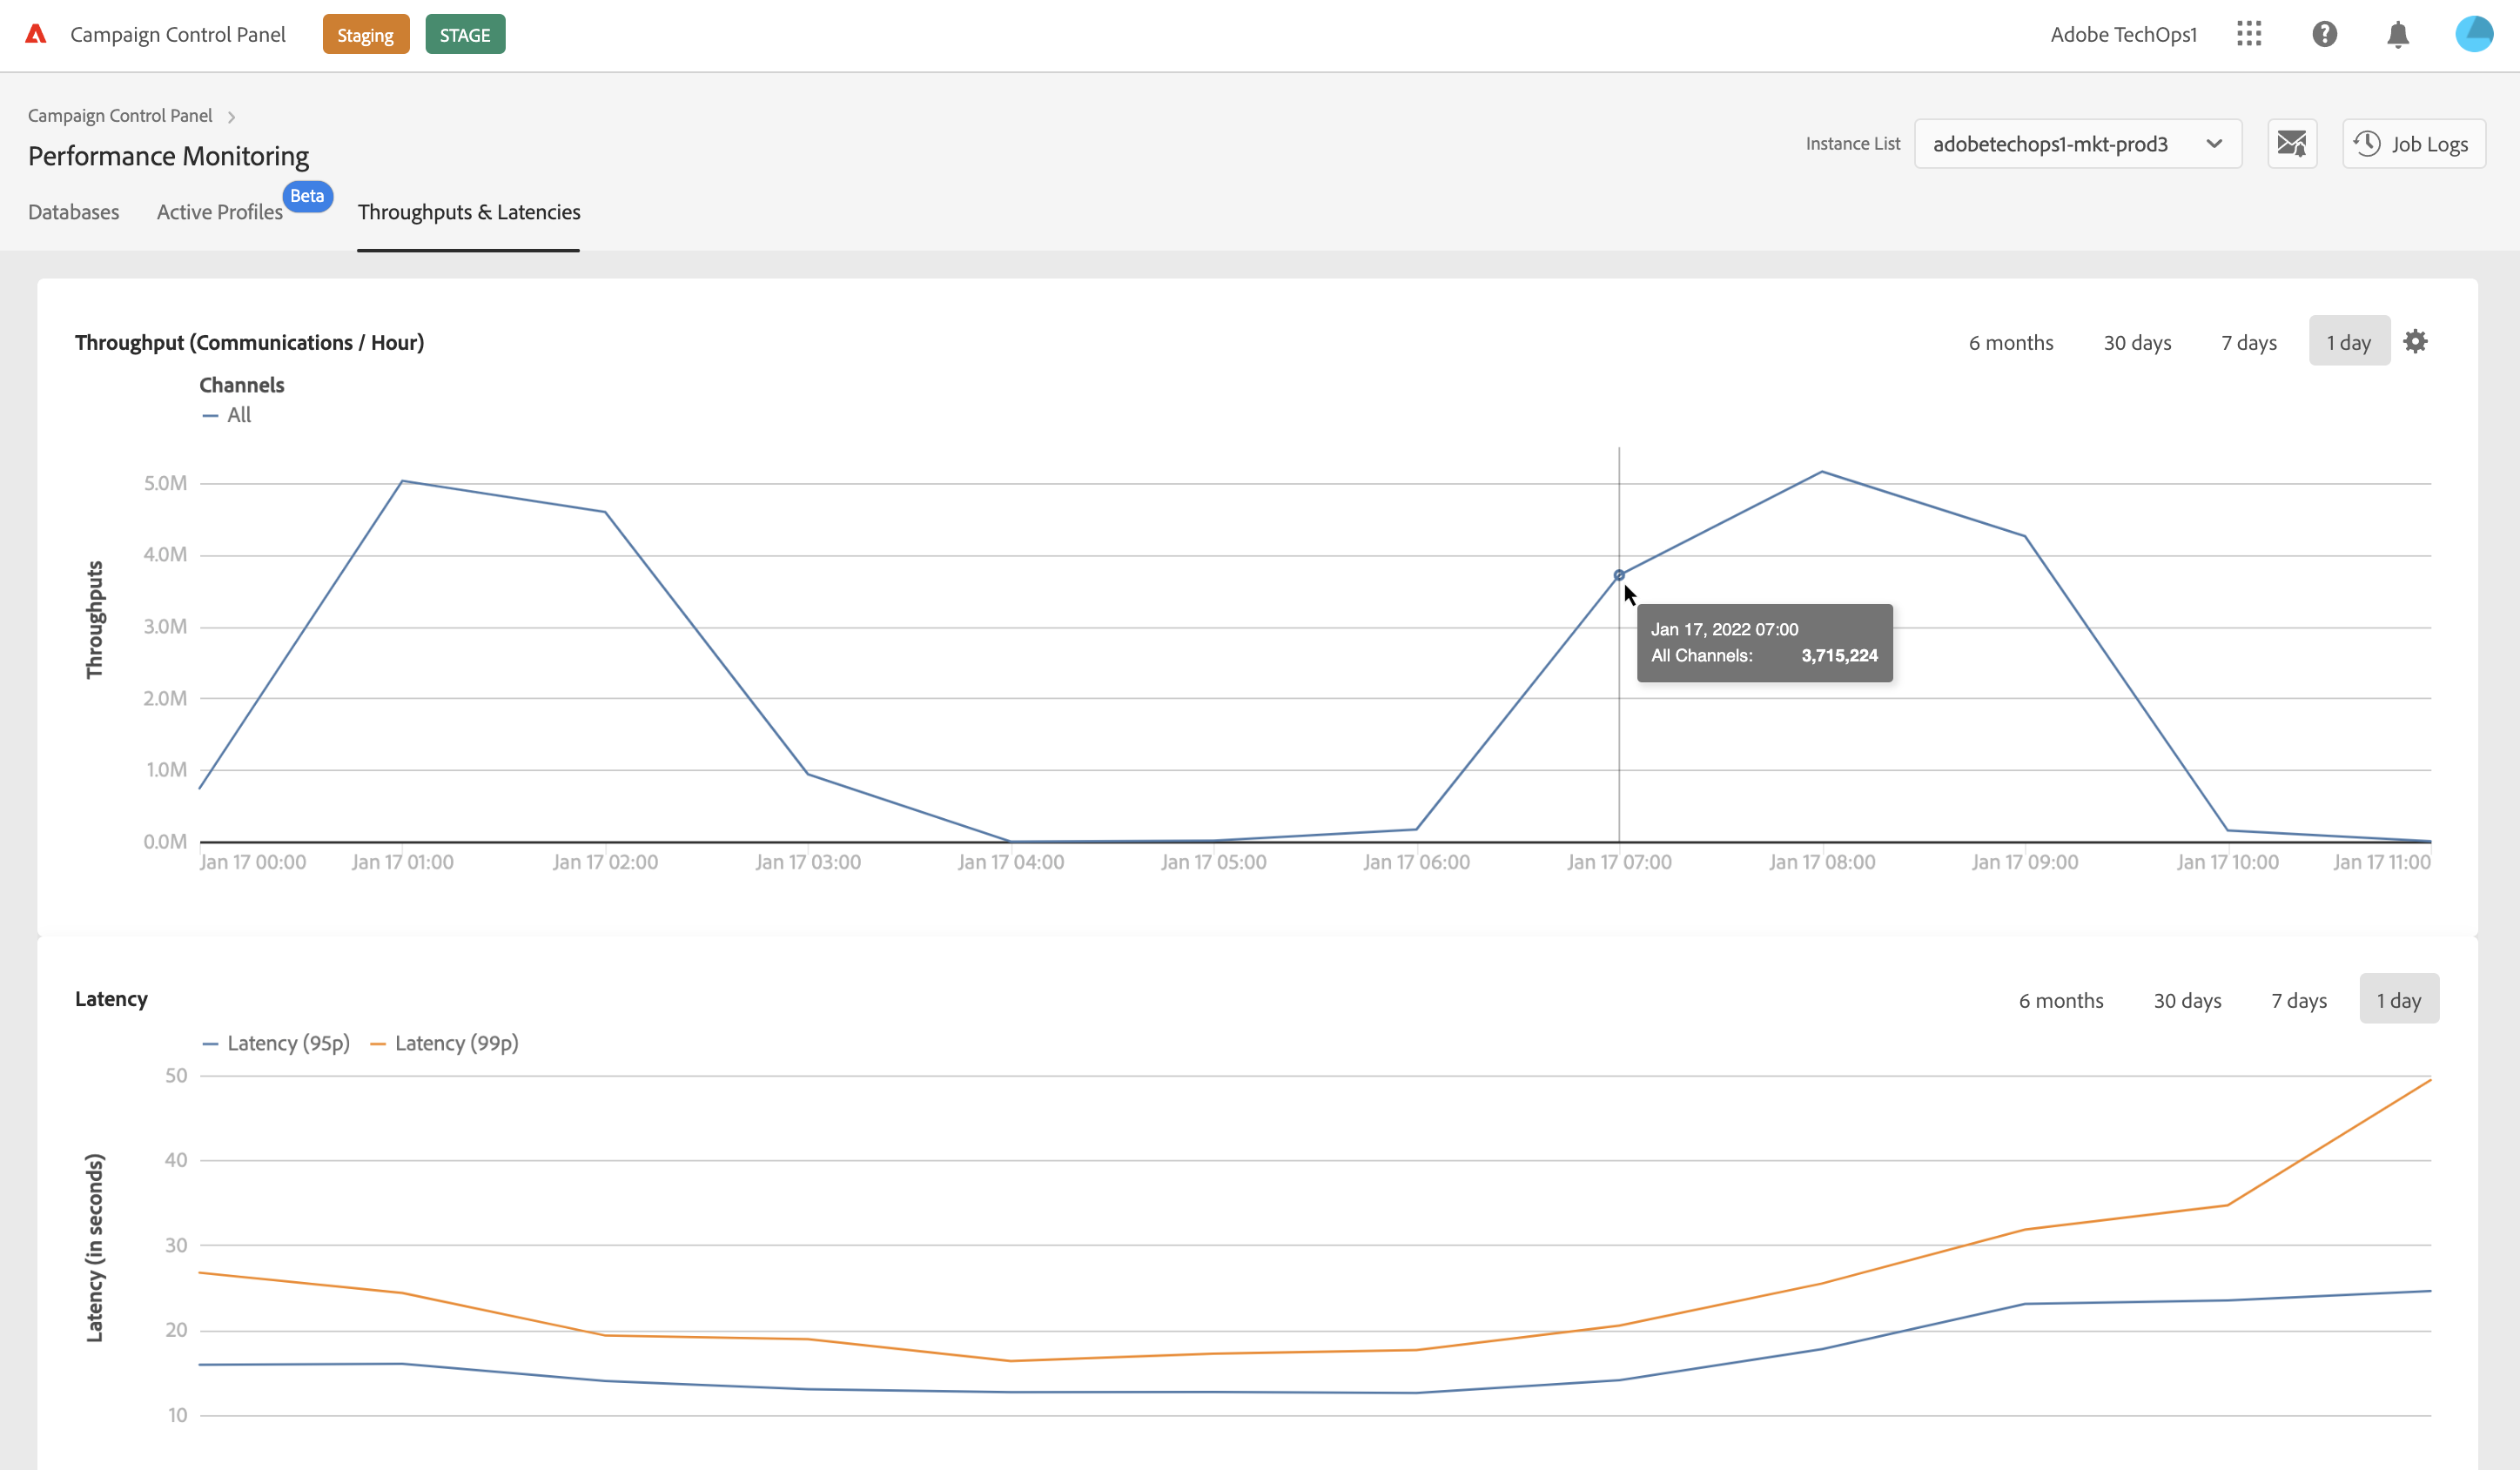 Campaign Control Panel Staging STAGE Adobe TechOps1
Campaign Control Panel
Performance Monitoring
Instance List adobetechops1-mkt-prod3 Job Logs
Databases Active Profiles Beta Throughputs & Latencies
Throughput (Communications / Hour) 6 months 30 days 7 days 1 day
Channels
All
Throughputs
5.0M
4.0M
3.0M
2.0M
1.0M
0.0M
Jan 17, 2022 07:00
All Channels: 3,715,224
Jan 17 00:00 Jan 17 01:00 Jan 17 02:00 Jan 17 03:00 Jan 17 04:00 Jan 17 05:00 Jan 17 06:00 Jan 17 07:00 Jan 17 08:00 Jan 17 09:00 Jan 17 10:00 Jan 17 11:00
Latency 6 months 30 days 7 days 1 day
Latency (95p) Latency (99p)
Latency (in seconds)
50
40
30
20
10